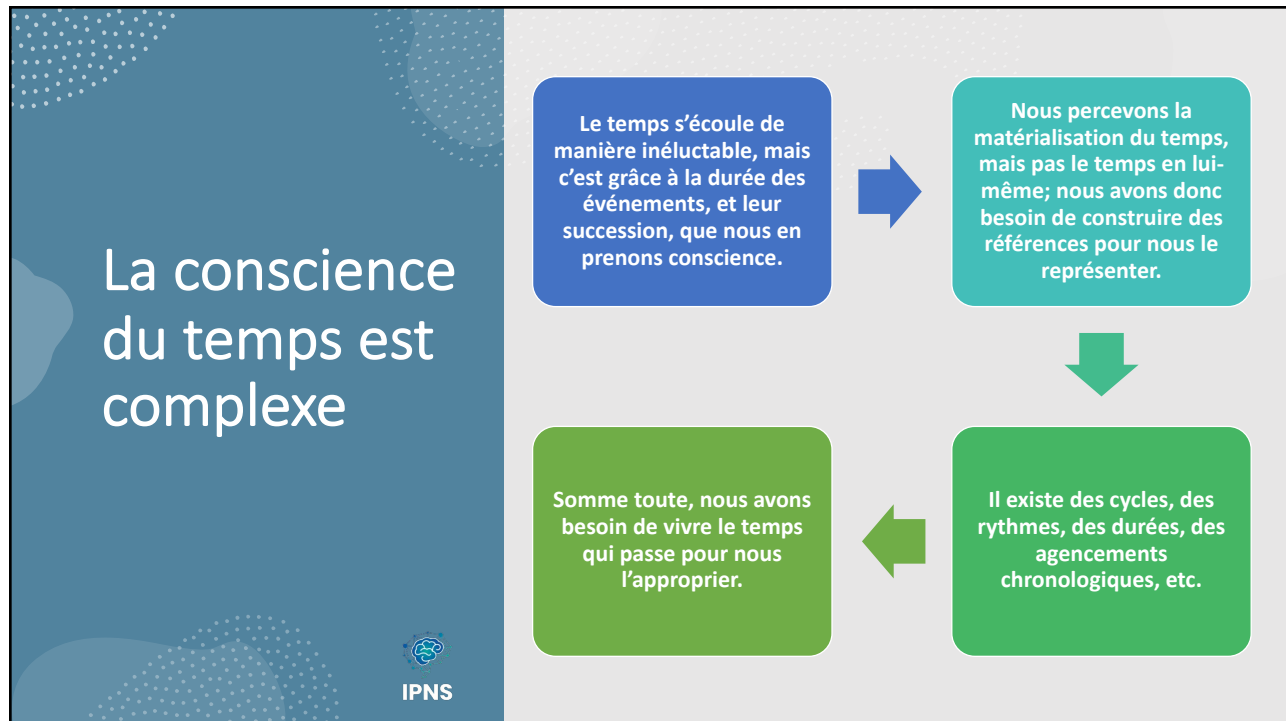 La conscience
du temps est
complexe
IPNS
Le temps s’écoule de
manière inéluctable, mais
c’est grâce à la durée des
événements, et leur
succession, que nous en
prenons conscience.
Nous percevons la
matérialisation du temps,
mais pas le temps en lui-
même; nous avons donc
besoin de construire des
références pour nous le
représenter.
Il existe des cycles, des
rythmes, des durées, des
agencements
chronologiques, etc.
Somme toute, nous avons
besoin de vivre le temps
qui passe pour nous
l’approprier.